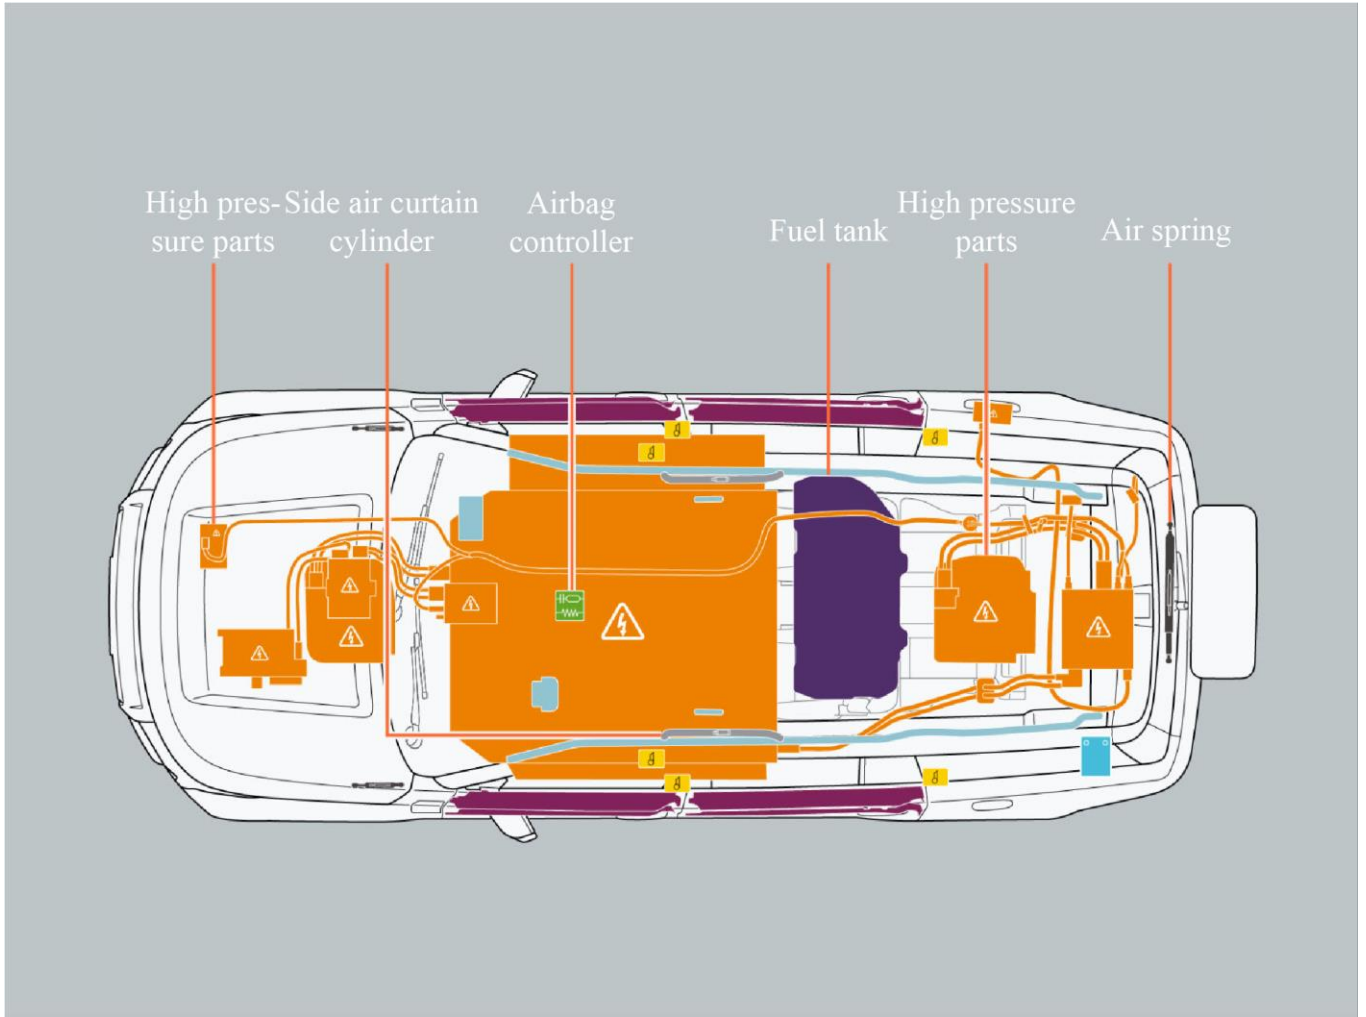 High pres-
sure parts
Side air curtain
cylinder
Airbag
controller
Fuel tank
High pressure
parts
Air spring